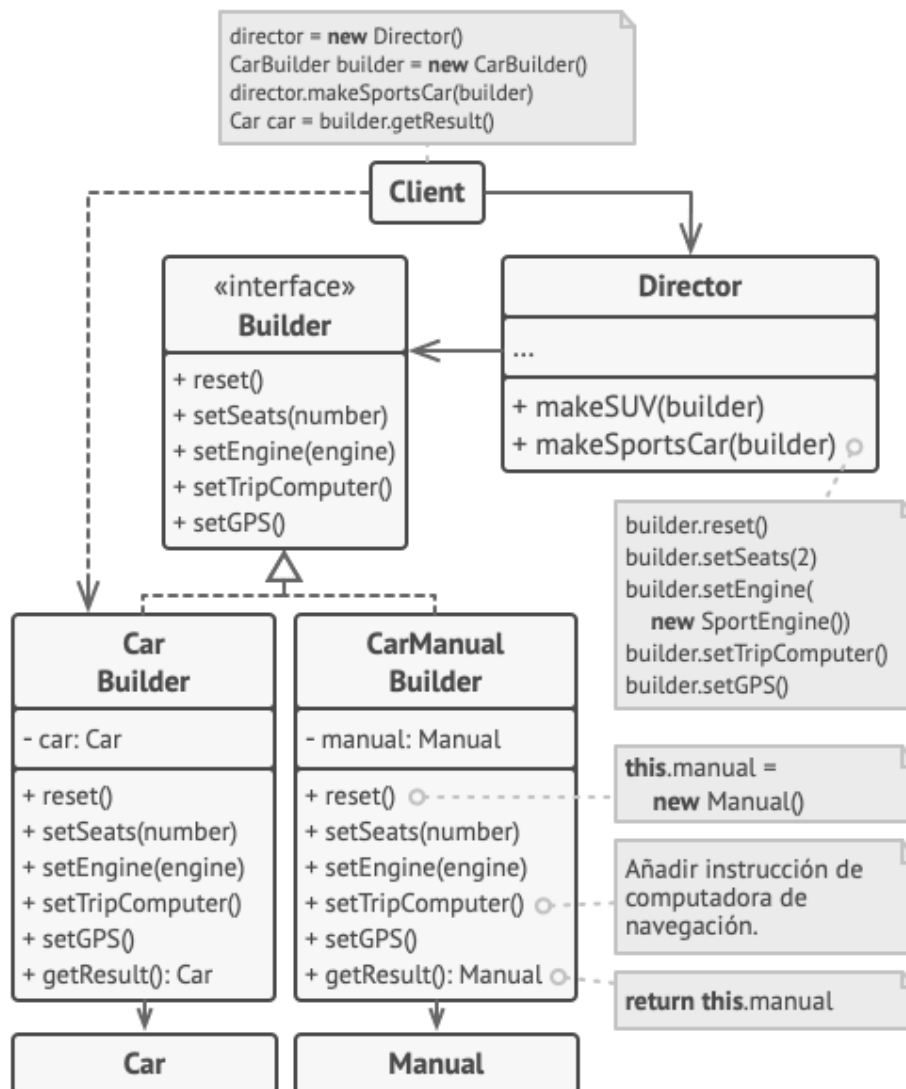 director = new Director()
CarBuilder builder = new CarBuilder()
director.makeSportsCar(builder)
Car car = builder.getResult()
Client
«interface»
Builder
+ reset()
+ setSeats(number)
+ setEngine(engine)
+ setTripComputer()
+ setGPS()
Director
...
+ makeSUV(builder)
+ makeSportsCar(builder)
builder.reset()
builder.setSeats(2)
builder.setEngine(
new SportEngine())
builder.setTripComputer()
builder.setGPS()
Car
Builder
- car: Car
+ reset()
+ setSeats(number)
+ setEngine(engine)
+ setTripComputer()
+ setGPS()
+ getResult(): Car
CarManual
Builder
- manual: Manual
+ reset()
+ setSeats(number)
+ setEngine(engine)
+ setTripComputer()
+ setGPS()
+ getResult(): Manual
this.manual =
new Manual()
Añadir instrucción de
computadora de
navegación.
return this.manual
Car
Manual